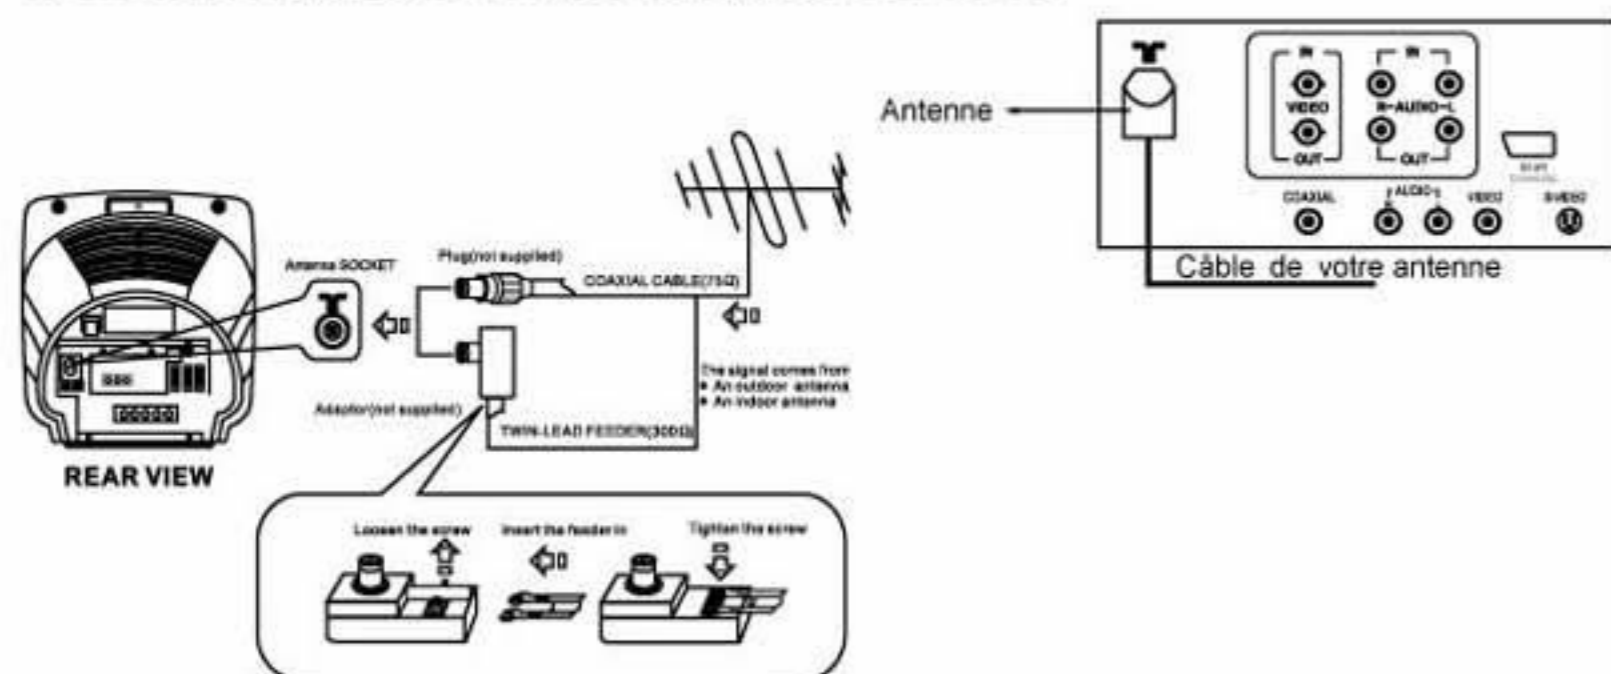 Antenna SOCKET
Plug(not supplied)
COAXIAL CABLE(75Ω)
The signal comes from
• An outdoor antenna
• An indoor antenna
Adaptor(not supplied)
TWIN-LEAD FEEDER(300Ω)
REAR VIEW
Loosen the screw
Insert the feeder in
Tighten the screw
Antenne
IN
IN
VIDEO
R-AUDIO-L
OUT
OUT
COAXIAL
AUDIO
VIDEO
S-VIDEO
Câble de votre antenne